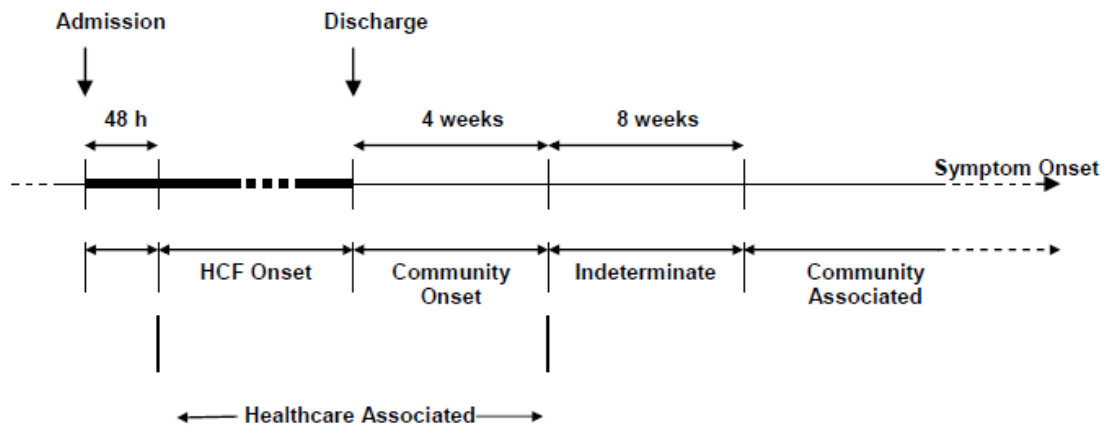 Admission Discharge
48 h 4 weeks 8 weeks
Symptom Onset
HCF Onset Community Indeterminate Community
Onset Associated
Healthcare Associated